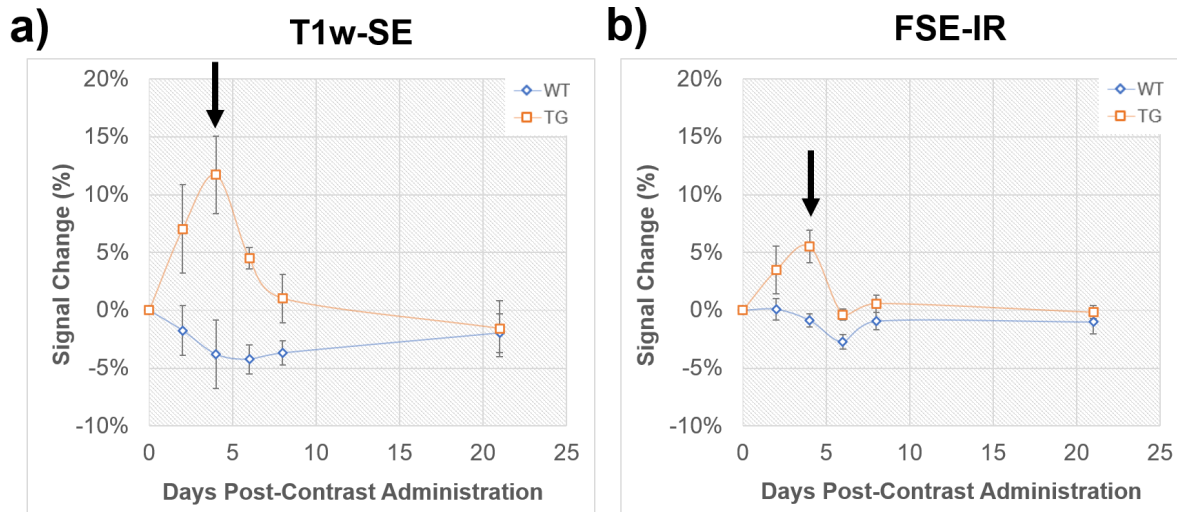 a)
T1w-SE
Signal Change (%)
20%
15%
10%
5%
0%
-5%
-10%
WT
TG
0 5 10 15 20 25
Days Post-Contrast Administration
b)
FSE-IR
Signal Change (%)
20%
15%
10%
5%
0%
-5%
-10%
WT
TG
0 5 10 15 20 25
Days Post-Contrast Administration